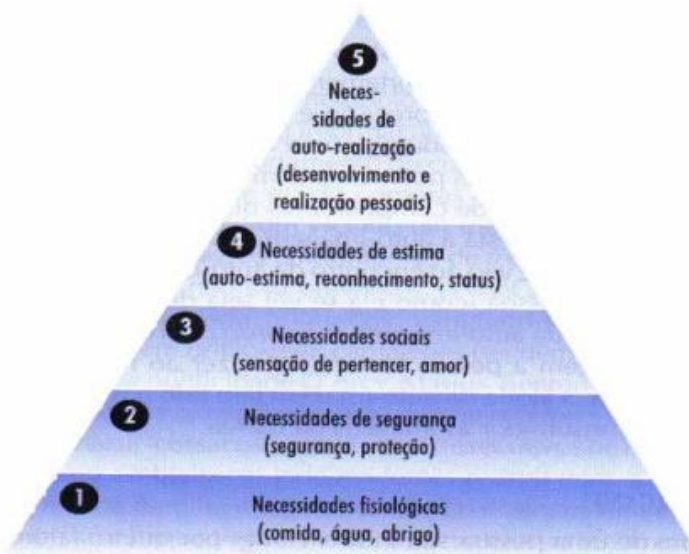 5
Neces-
sidades de
auto-realização
(desenvolvimento e
realização pessoais)
4 Necessidades de estima
(auto-estima, reconhecimento, status)
3 Necessidades sociais
(sensação de pertencer, amor)
2 Necessidades de segurança
(segurança, proteção)
1 Necessidades fisiológicas
(comida, água, abrigo)